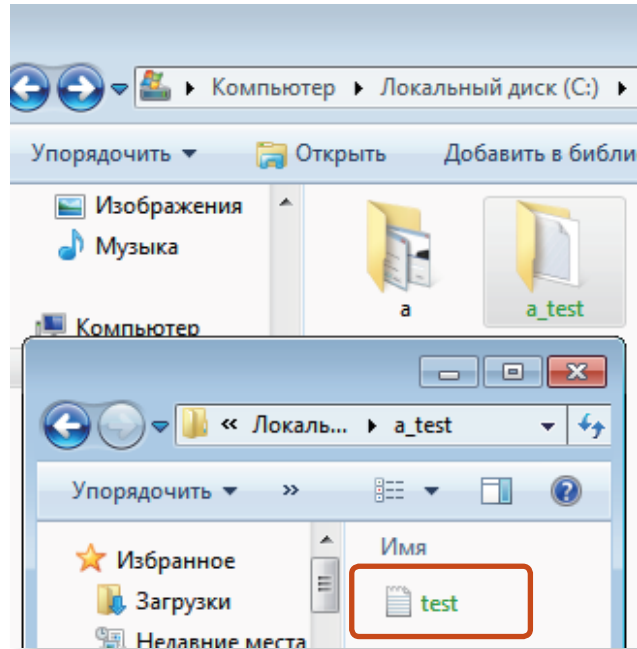 Компьютер Локальный диск (C:)
Упорядочить Открыть Добавить в библи
Изображения
Музыка
a a_test
Компьютер
« Локаль... a_test
Упорядочить »
Избранное Имя
Загрузки test
Недавние места